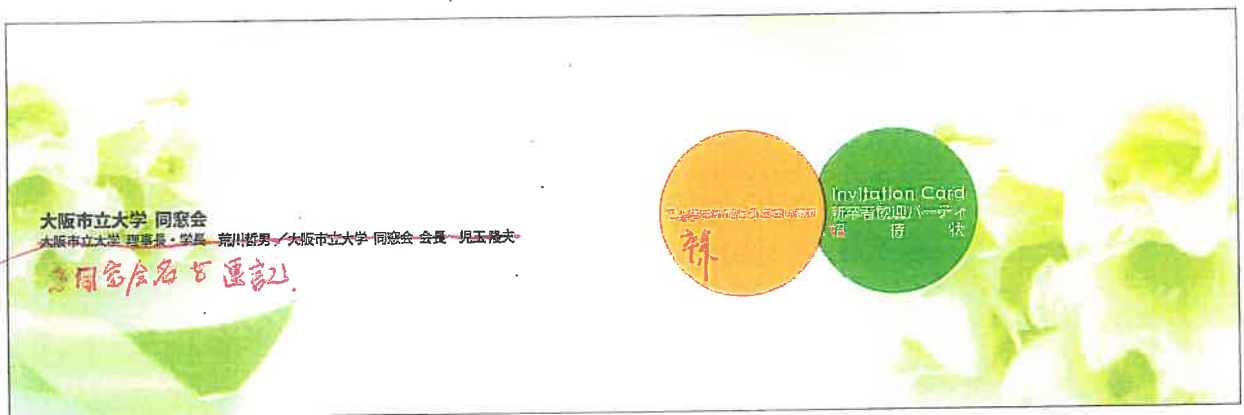 大阪市立大学 同窓会
大阪市立大学 理事長・学長 荒川哲男／大阪市立大学 同窓会 会長 児玉隆夫
同窓会名を連記
Invitation Card
新卒者歓迎パーティ
招待状